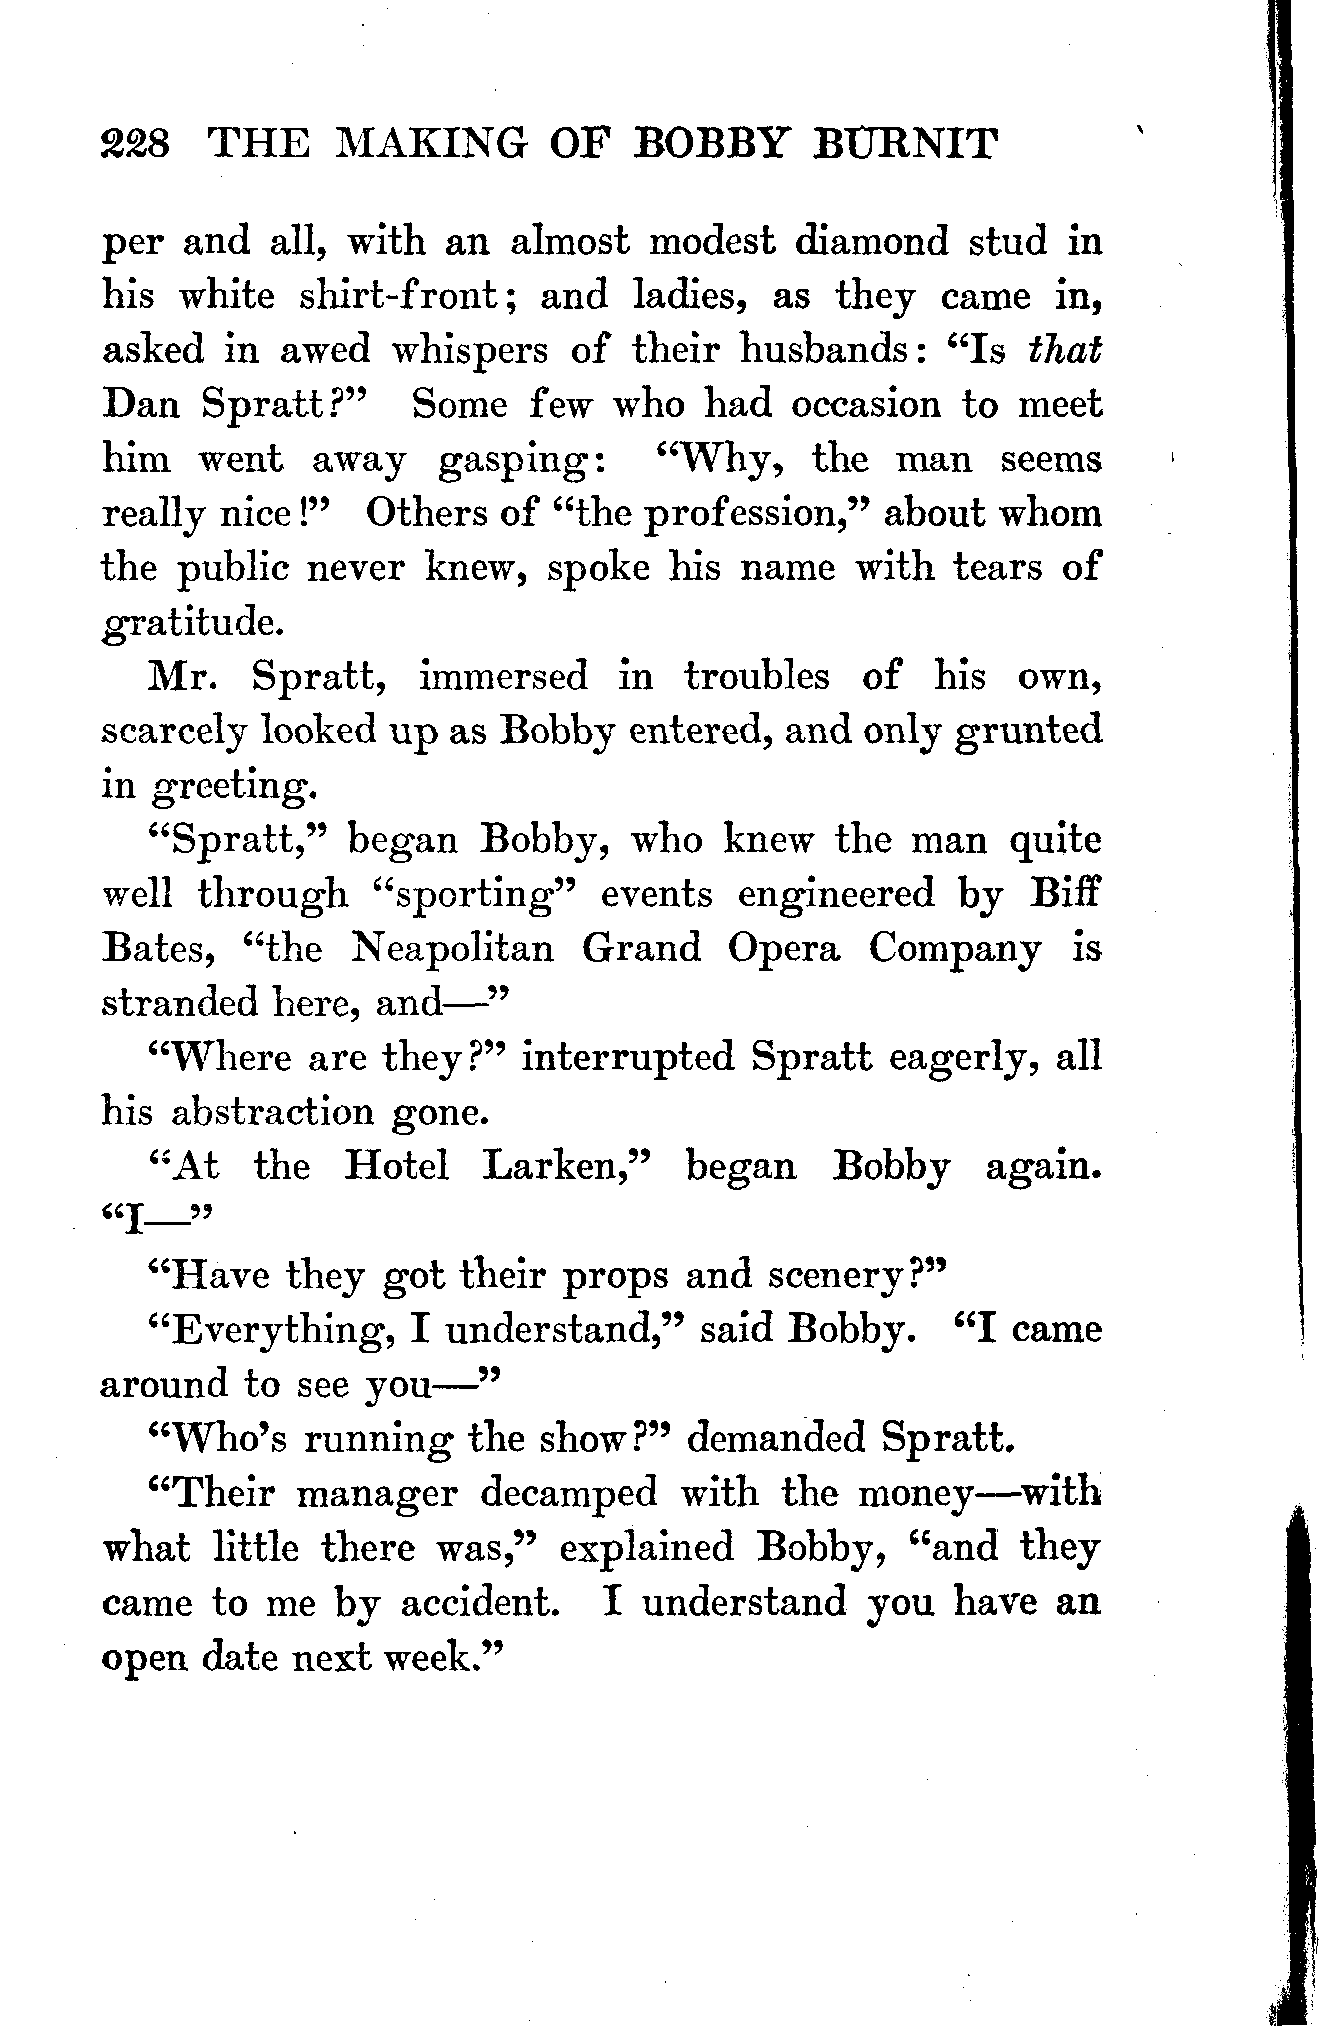 228 THE MAKING OF BOBBY BURNIT
per and all, with an almost modest diamond stud in
his white shirt-front; and ladies, as they came in,
asked in awed whispers of their husbands: “Is that
Dan Spratt?” Some few who had occasion to meet
him went away gasping: “Why, the man seems
really nice!” Others of “the profession,” about whom
the public never knew, spoke his name with tears of
gratitude.
Mr. Spratt, immersed in troubles of his own,
scarcely looked up as Bobby entered, and only grunted
in greeting.
“Spratt,” began Bobby, who knew the man quite
well through “sporting” events engineered by Biff
Bates, “the Neapolitan Grand Opera Company is
stranded here, and—”
“Where are they?” interrupted Spratt eagerly, all
his abstraction gone.
“At the Hotel Larken,” began Bobby again.
“I—”
“Have they got their props and scenery?”
“Everything, I understand,” said Bobby. “I came
around to see you—”
“Who’s running the show?” demanded Spratt.
“Their manager decamped with the money—with
what little there was,” explained Bobby, “and they
came to me by accident. I understand you have an
open date next week.”